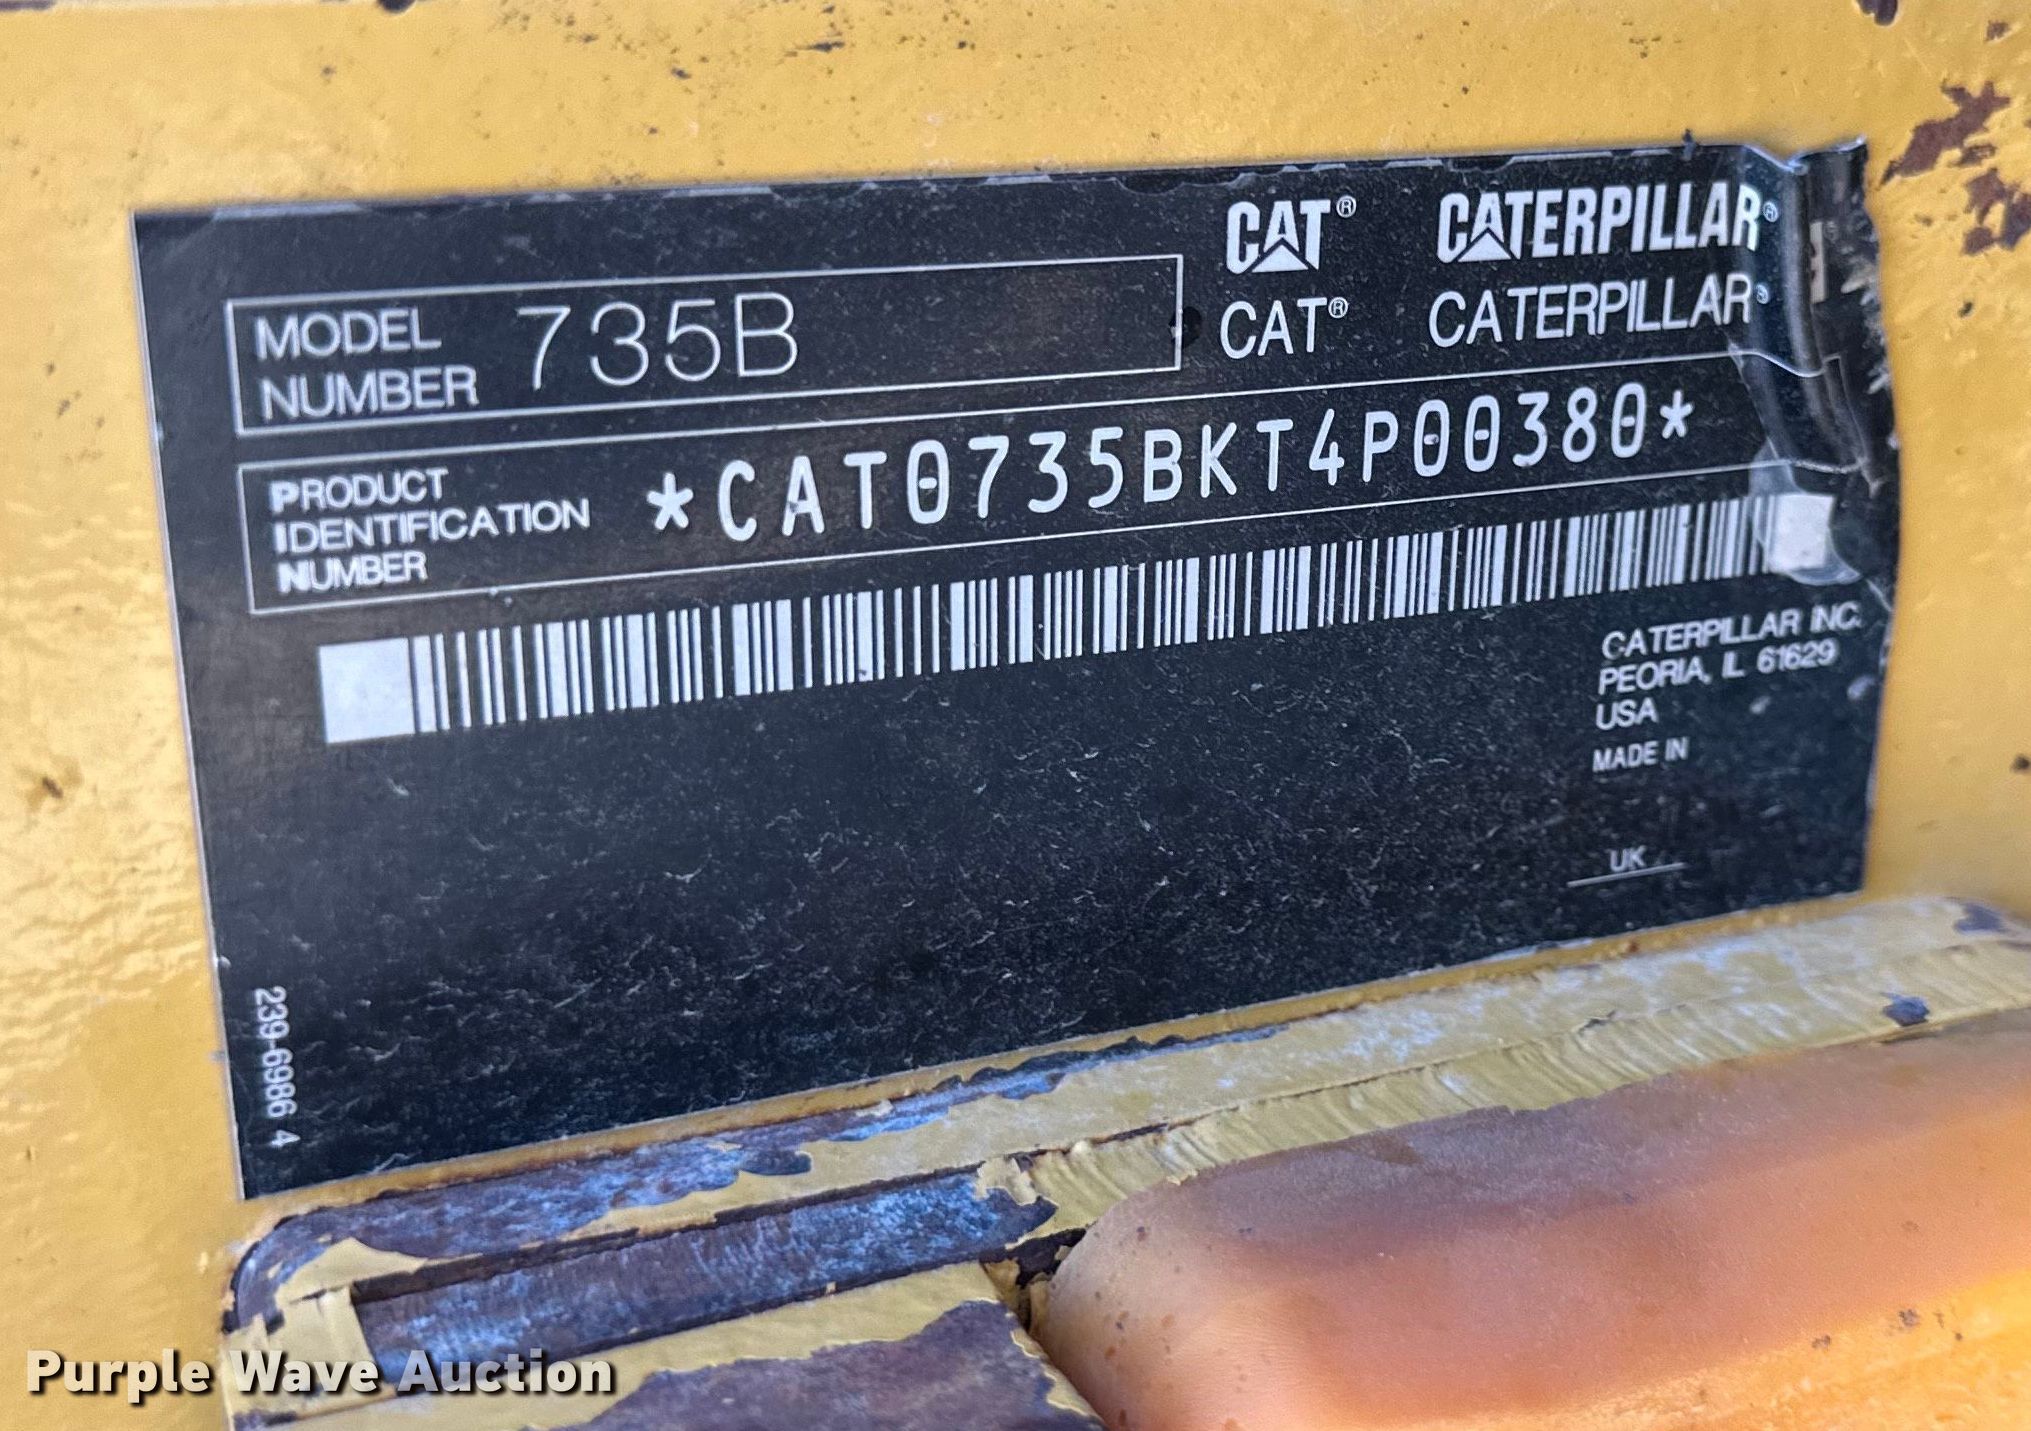 CAT® CATERPILLAR®
CAT® CATERPILLAR®
MODEL NUMBER 735B
PRODUCT IDENTIFICATION NUMBER *CAT0735BKT4P00380*
CATERPILLAR INC.
PEORIA, IL 61629
USA
MADE IN
UK
239-6986 4
Purple Wave Auction